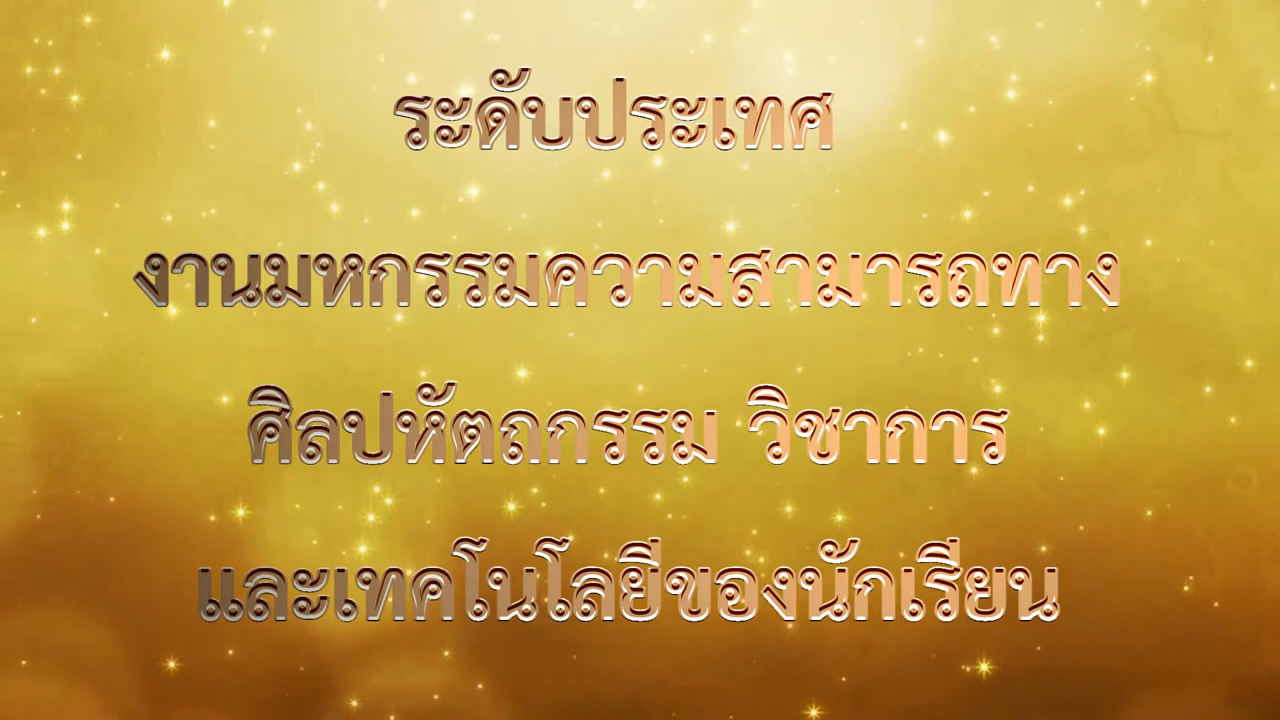 ระดับประเทศ
งานมหกรรมความสามารถทาง
ศิลปหัตถกรรม วิชาการ
และเทคโนโลยีของนักเรียน